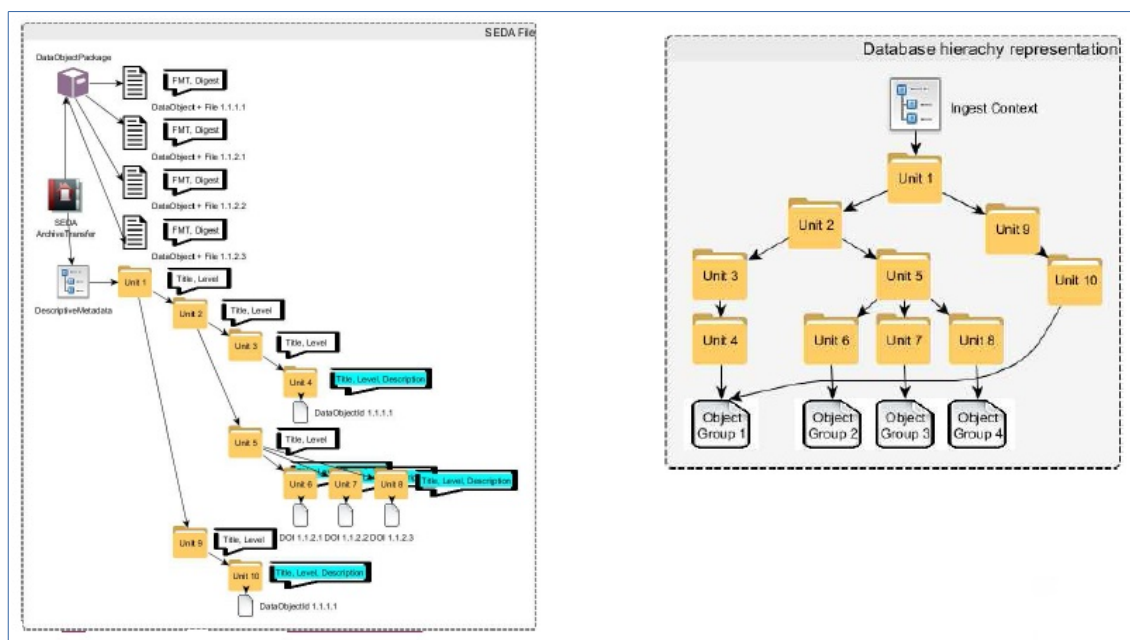 SEDA File
DataObjectPackage
FMT, Digest
DataObject + File 1.1.1.1
FMT, Digest
DataObject + File 1.1.2.1
FMT, Digest
DataObject + File 1.1.2.2
SEDA
ArchiveTransfer
FMT, Digest
DataObject + File 1.1.2.3
DescriptiveMetadata
Unit 1
Title, Level
Unit 2
Title, Level
Unit 3
Title, Level
Unit 4
Title, Level, Description
DataObjectId 1.1.1.1
Unit 5
Title, Level
Unit 6
Unit 7
Unit 8
Title, Level, Description
DOI 1.1.2.1
DOI 1.1.2.2
DOI 1.1.2.3
Unit 9
Title, Level
Unit 10
Title, Level, Description
DataObjectId 1.1.1.1
Database hierachy representation
Ingest Context
Unit 1
Unit 2
Unit 9
Unit 3
Unit 5
Unit 10
Unit 4
Unit 6
Unit 7
Unit 8
Object
Group 1
Object
Group 2
Object
Group 3
Object
Group 4